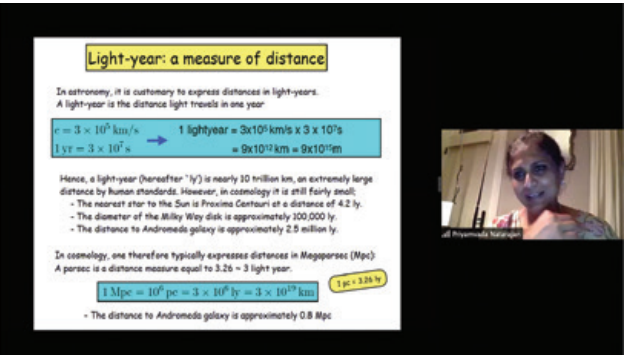 Light-year: a measure of distance
In astronomy, it is customary to express distances in light-years.
A light-year is the distance light travels in one year
c = 3 × 10⁵ km/s
1 yr = 3 × 10⁷ s
1 lightyear = 3x10⁵ km/s x 3 x 10⁷s
= 9x10¹² km = 9x10¹⁵m
Hence, a light-year (hereafter `ly') is nearly 10 trillion km, an extremely large
distance by human standards. However, in cosmology it is still fairly small;
- The nearest star to the Sun is Proxima Centauri at a distance of 4.2 ly.
- The diameter of the Milky Way disk is approximately 100,000 ly.
- The distance to Andromeda galaxy is approximately 2.5 million ly.
In cosmology, one therefore typically expresses distances in Megaparsec (Mpc):
A parsec is a distance measure equal to 3.26 ~ 3 light year.
1 pc = 3.26 ly
1 Mpc = 10⁶ pc = 3 × 10⁶ ly = 3 × 10¹⁹ km
- The distance to Andromeda galaxy is approximately 0.8 Mpc
Priyamvada Natarajan